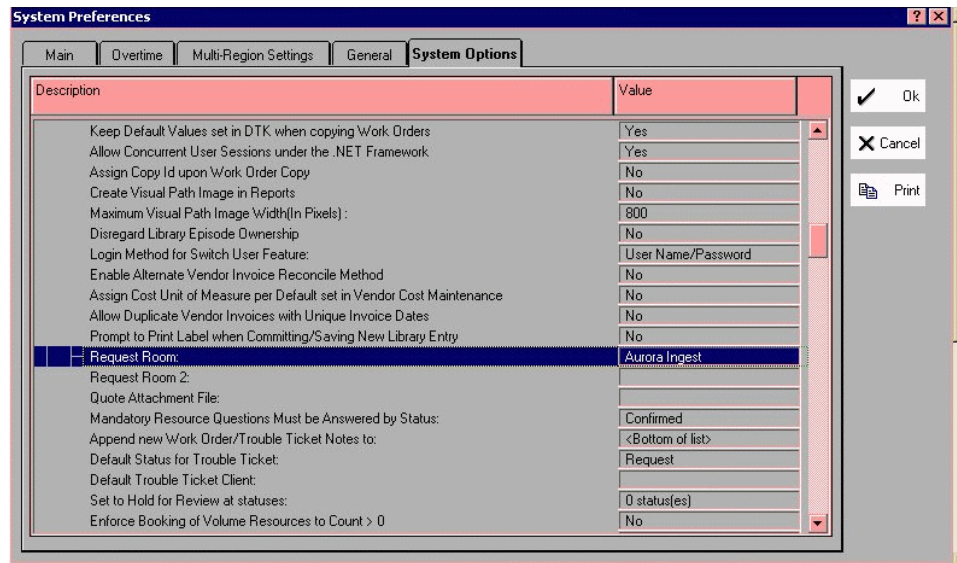 System Preferences
Main Overtime Multi-Region Settings General System Options
Description Value
Keep Default Values set in DTK when copying Work Orders Yes
Allow Concurrent User Sessions under the .NET Framework Yes
Assign Copy Id upon Work Order Copy No
Create Visual Path Image in Reports No
Maximum Visual Path Image Width(In Pixels) : 800
Disregard Library Episode Ownership No
Login Method for Switch User Feature: User Name/Password
Enable Alternate Vendor Invoice Reconcile Method No
Assign Cost Unit of Measure per Default set in Vendor Cost Maintenance No
Allow Duplicate Vendor Invoices with Unique Invoice Dates No
Prompt to Print Label when Committing/Saving New Library Entry No
Request Room: Aurora Ingest
Request Room 2:
Quote Attachment File:
Mandatory Resource Questions Must be Answered by Status: Confirmed
Append new Work Order/Trouble Ticket Notes to: <Bottom of list>
Default Status for Trouble Ticket: Request
Default Trouble Ticket Client:
Set to Hold for Review at statuses: 0 status(es)
Enforce Booking of Volume Resources to Count > 0 No
Ok
Cancel
Print